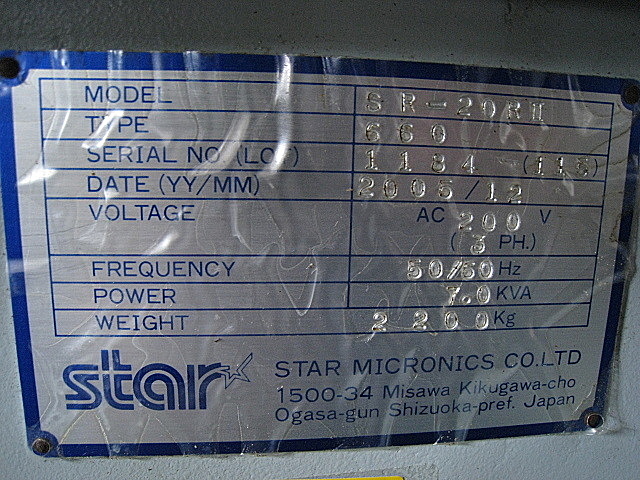 MODEL SR-20RII
TYPE 660
SERIAL NO (LOT) 1184 (116)
DATE (YY/MM) 2005/12
VOLTAGE AC 200 V
(3 PH.)
FREQUENCY 50/60 Hz
POWER 7.0 KVA
WEIGHT 2200 Kg
star STAR MICRONICS CO.LTD
1500-34 Misawa Kikugawa-cho
Ogasa-gun Shizuoka-pref. Japan